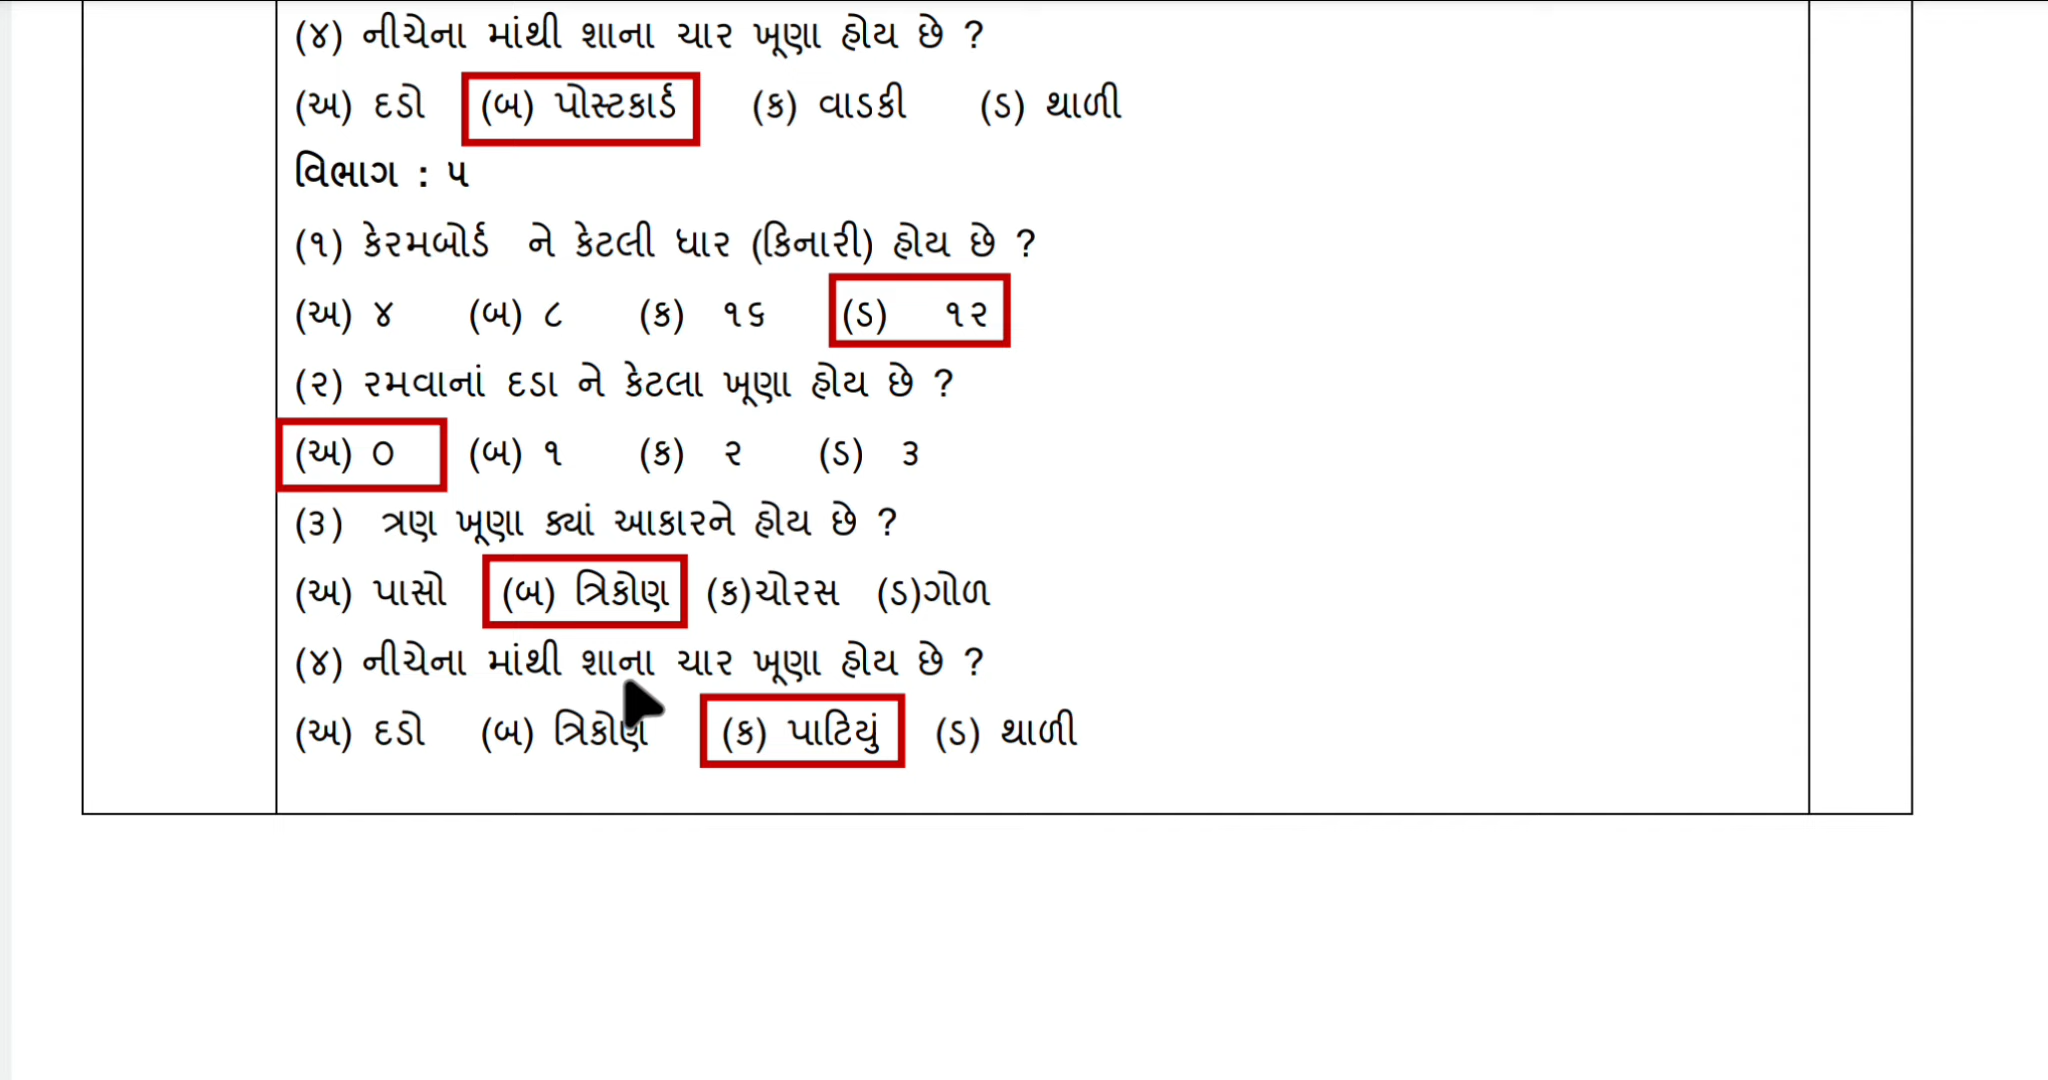 (૪) નીચેના માંથી શાના ચાર ખૂણા હોય છે ?
(અ) દડો (બ) પોસ્ટકાર્ડ (ક) વાડકી (ડ) થાળી
વિભાગ : ૫
(૧) કેરમબોર્ડ ને કેટલી ધાર (કિનારી) હોય છે ?
(અ) ૪ (બ) ૮ (ક) ૧૬ (ડ) ૧૨
(૨) રમવાનાં દડા ને કેટલા ખૂણા હોય છે ?
(અ) ૦ (બ) ૧ (ક) ૨ (ડ) ૩
(૩) ત્રણ ખૂણા ક્યાં આકારને હોય છે ?
(અ) પાસો (બ) ત્રિકોણ (ક)ચોરસ (ડ)ગોળ
(૪) નીચેના માંથી શાના ચાર ખૂણા હોય છે ?
(અ) દડો (બ) ત્રિકોણ (ક) પાટિયું (ડ) થાળી